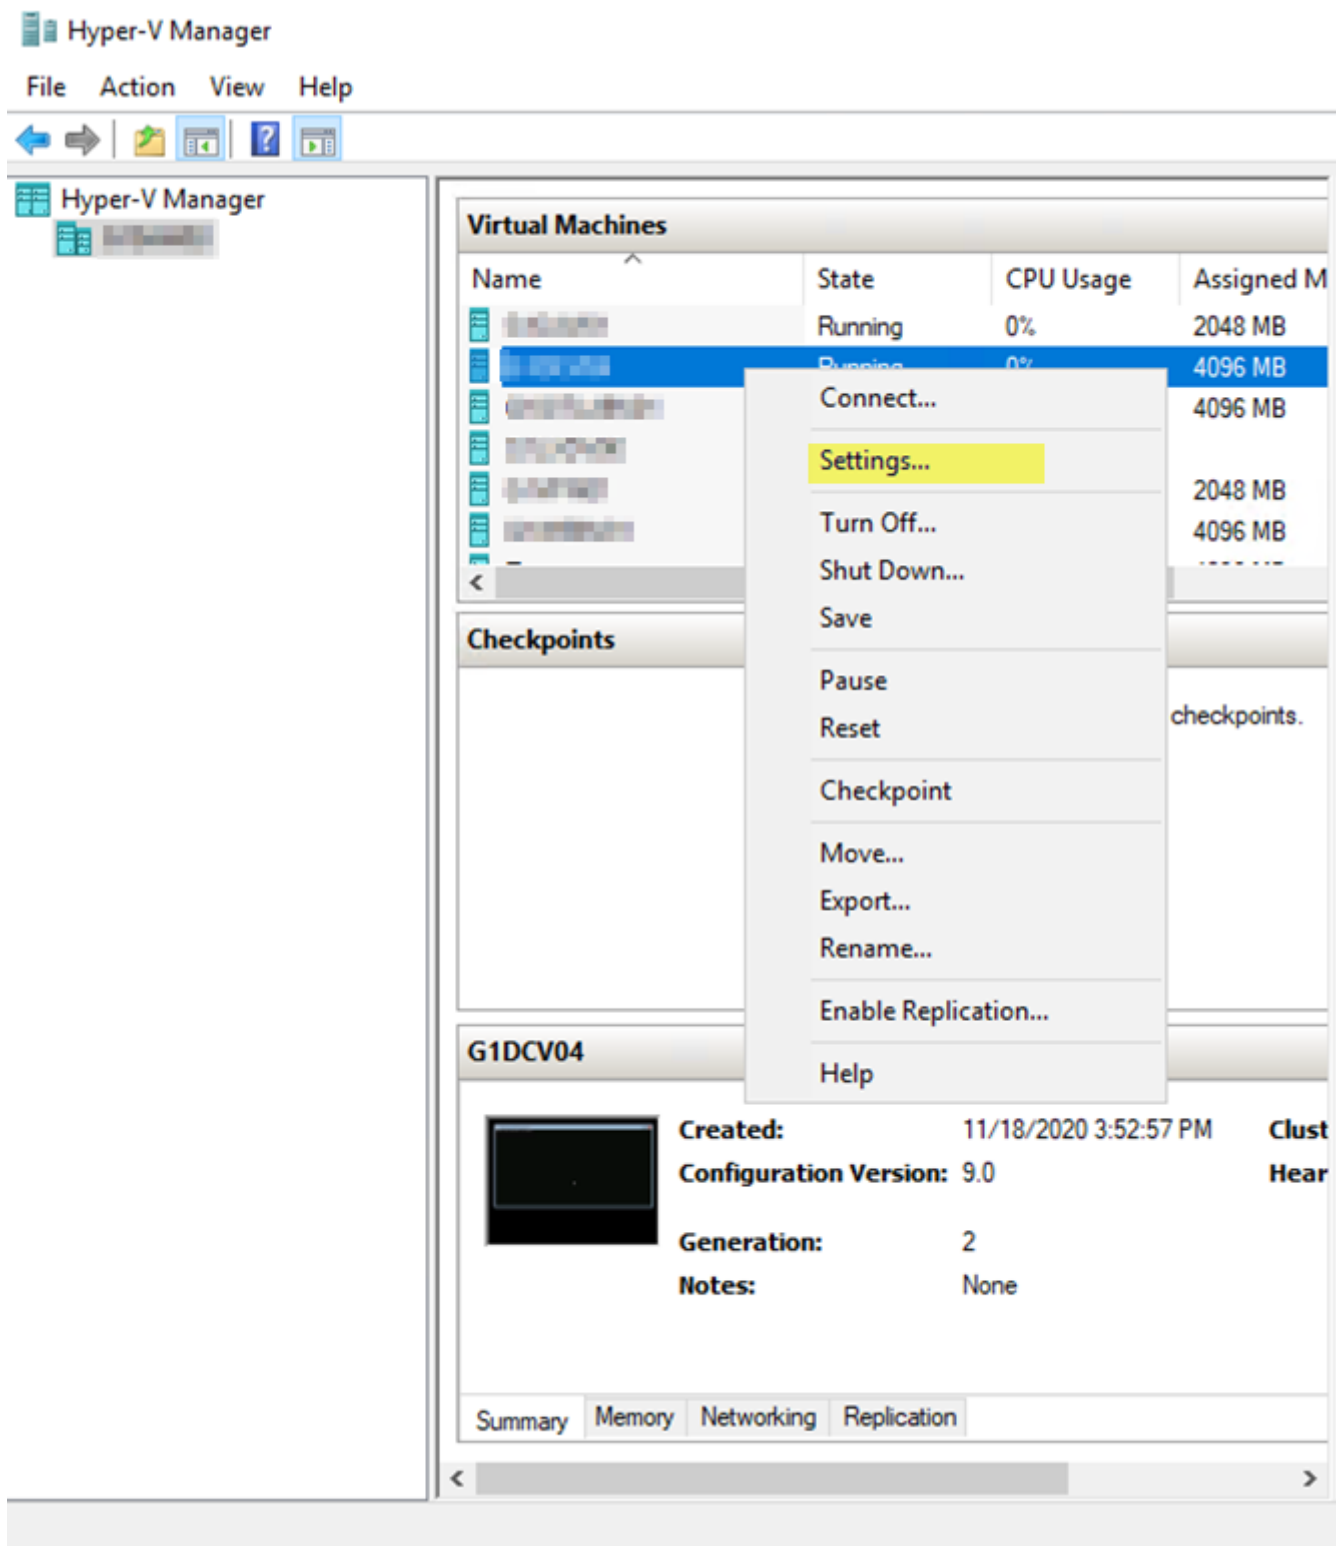 Hyper-V Manager
File Action View Help
Hyper-V Manager
Virtual Machines
Name State CPU Usage Assigned M
Running 0% 2048 MB
Running 0% 4096 MB
4096 MB
2048 MB
4096 MB
Connect...
Settings...
Turn Off...
Shut Down...
Save
Pause
Reset
Checkpoint
Move...
Export...
Rename...
Enable Replication...
Help
Checkpoints
checkpoints.
G1DCV04
Created: 11/18/2020 3:52:57 PM Clust
Configuration Version: 9.0 Hear
Generation: 2
Notes: None
Summary Memory Networking Replication